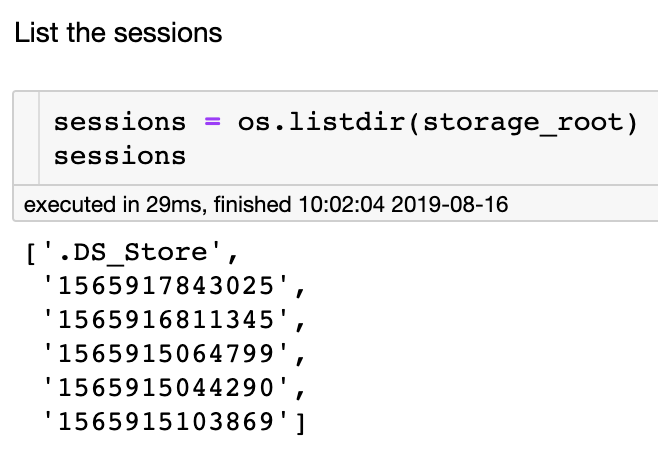 List the sessions
sessions = os.listdir(storage_root)
sessions
executed in 29ms, finished 10:02:04 2019-08-16
['.DS_Store',
'1565917843025',
'1565916811345',
'1565915064799',
'1565915044290',
'1565915103869']